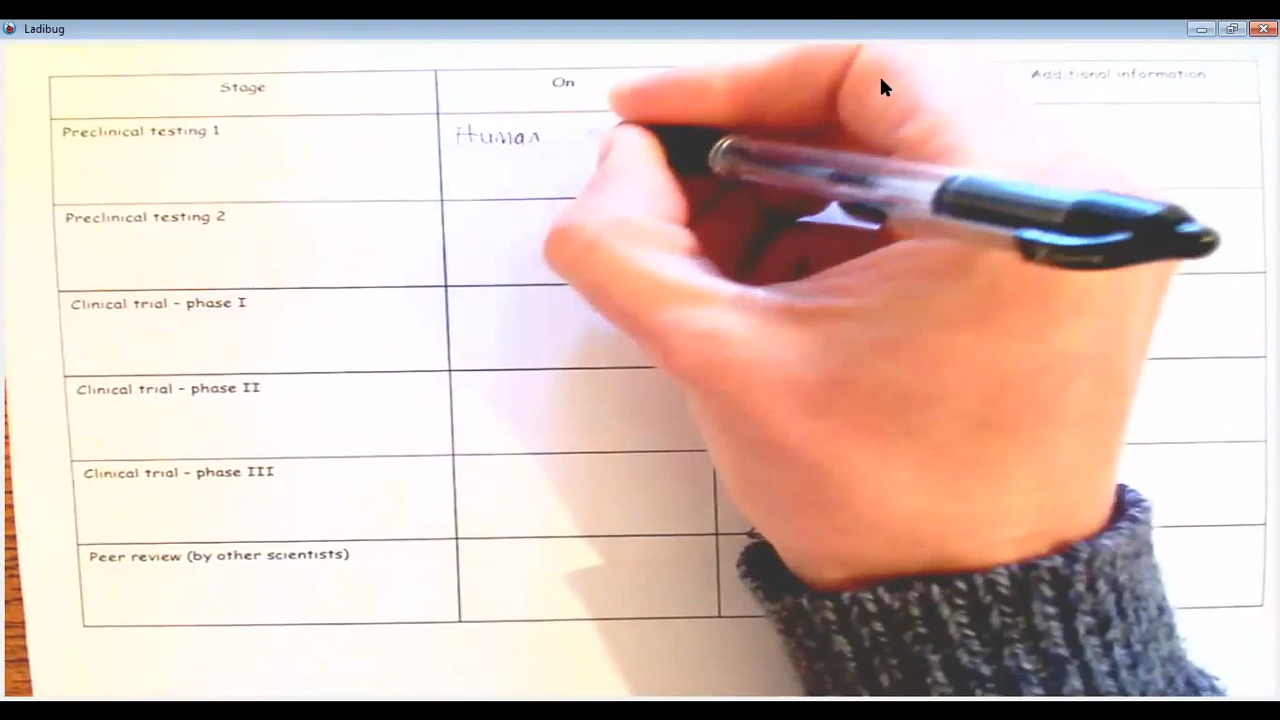 Ladibug
Stage
On
Additional information
Preclinical testing 1
Human
Preclinical testing 2
Clinical trial - phase I
Clinical trial - phase II
Clinical trial - phase III
Peer review (by other scientists)